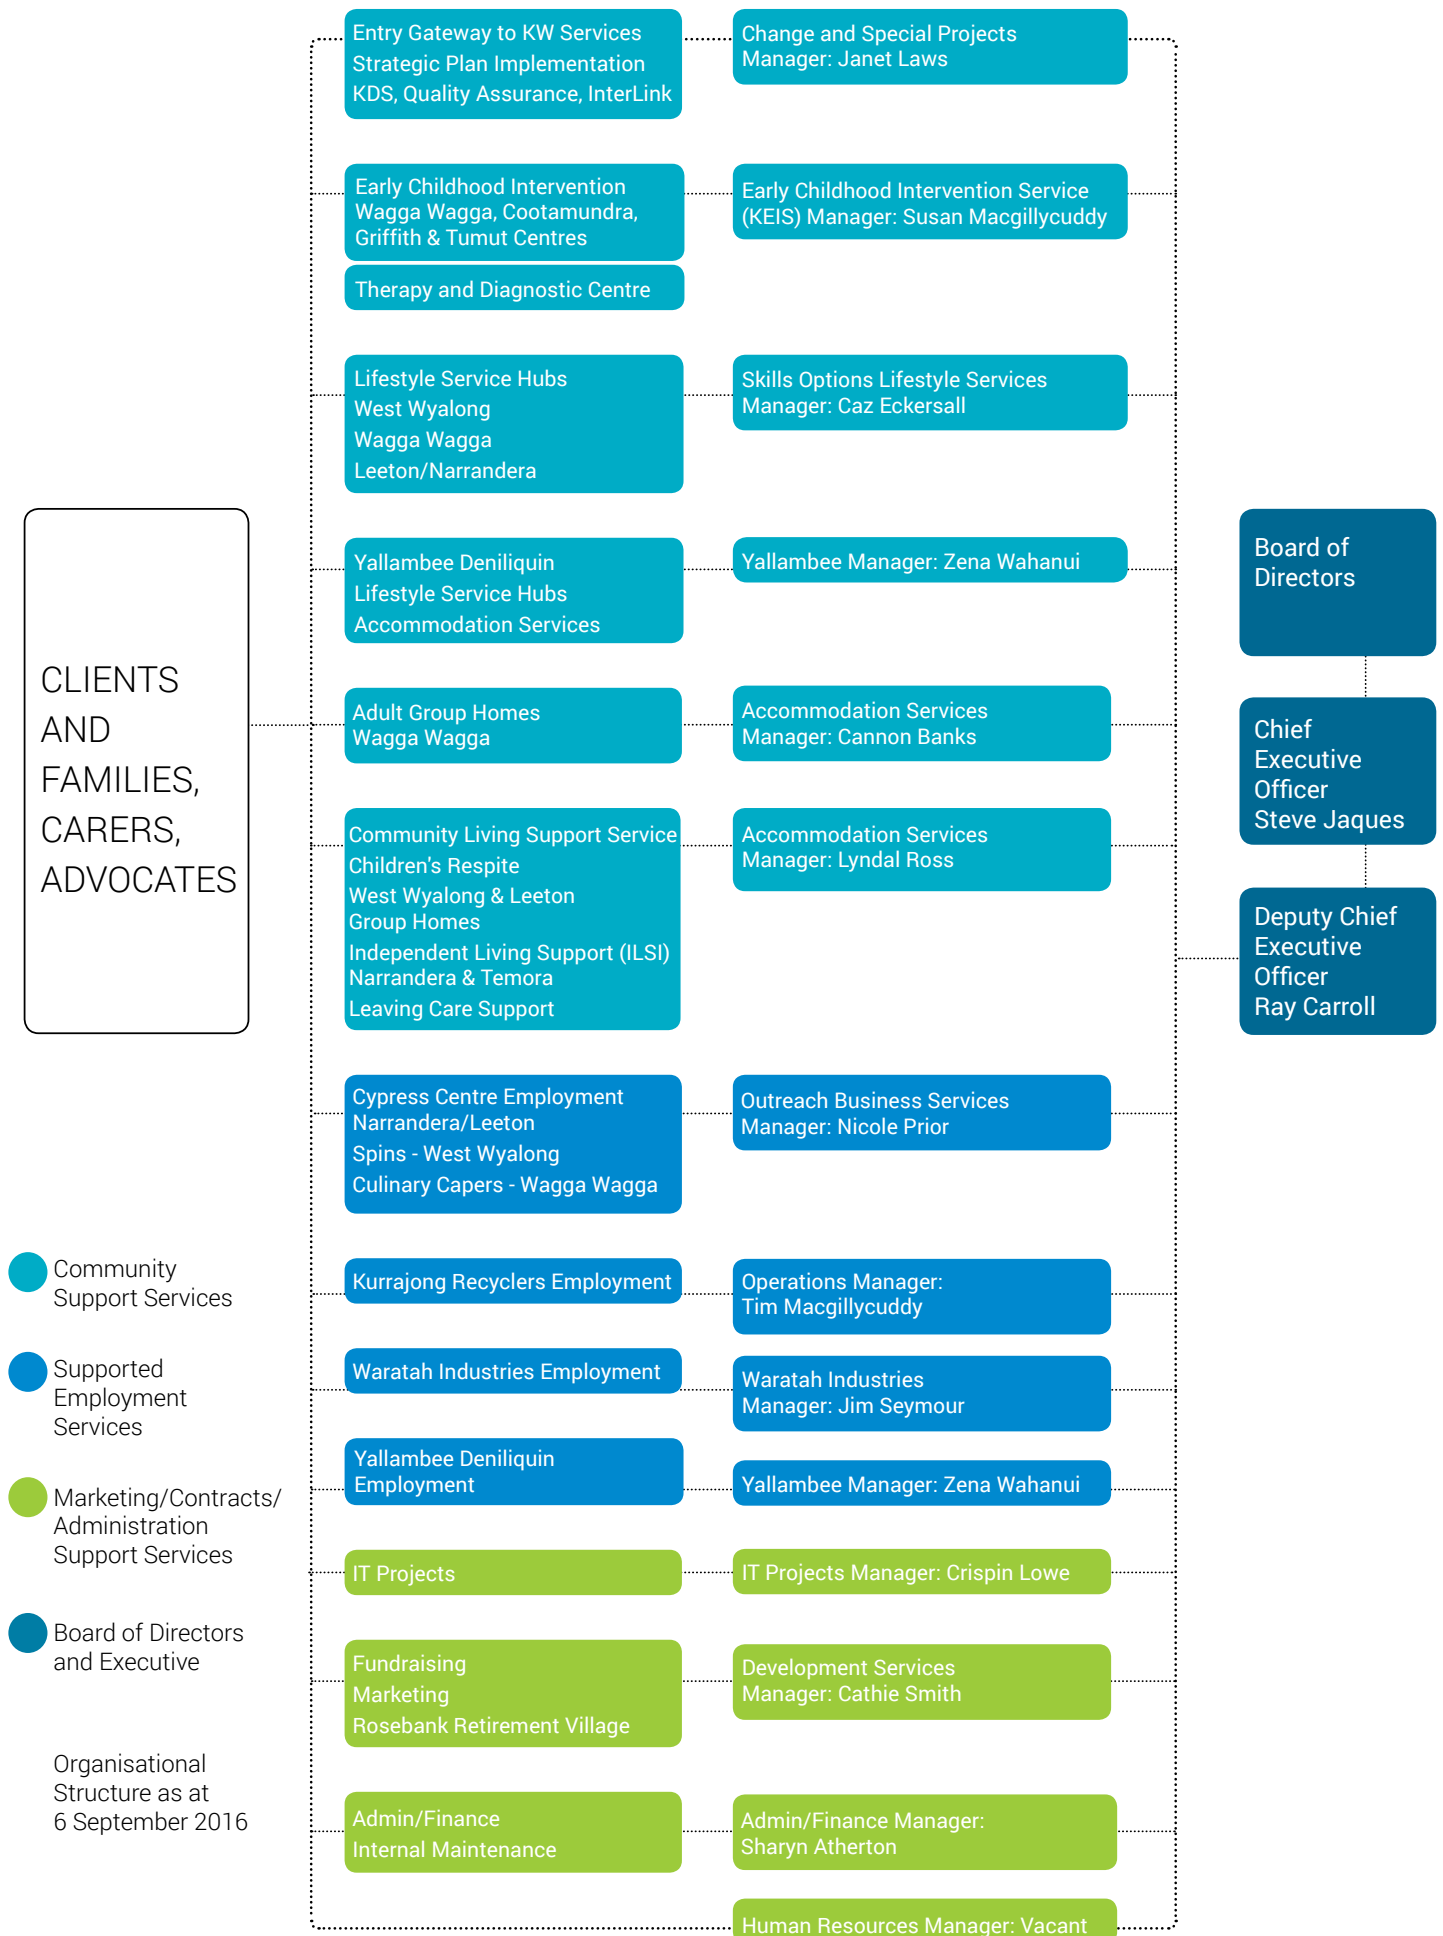 Entry Gateway to KW Services
Strategic Plan Implementation
KDS, Quality Assurance, InterLink
Change and Special Projects
Manager: Janet Laws
Early Childhood Intervention
Wagga Wagga, Cootamundra,
Griffith & Tumut Centres
Therapy and Diagnostic Centre
Early Childhood Intervention Service
(KEIS) Manager: Susan Macgillycuddy
Lifestyle Service Hubs
West Wyalong
Wagga Wagga
Leeton/Narrandera
Skills Options Lifestyle Services
Manager: Caz Eckersall
Yallambee Deniliquin
Lifestyle Service Hubs
Accommodation Services
Yallambee Manager: Zena Wahanui
CLIENTS
AND
FAMILIES,
CARERS,
ADVOCATES
Adult Group Homes
Wagga Wagga
Accommodation Services
Manager: Cannon Banks
Community Living Support Service
Children's Respite
West Wyalong & Leeton
Group Homes
Independent Living Support (ILSI)
Narrandera & Temora
Leaving Care Support
Accommodation Services
Manager: Lyndal Ross
Board of
Directors
Chief
Executive
Officer
Steve Jaques
Deputy Chief
Executive
Officer
Ray Carroll
Cypress Centre Employment
Narrandera/Leeton
Spins - West Wyalong
Culinary Capers - Wagga Wagga
Outreach Business Services
Manager: Nicole Prior
Kurrajong Recyclers Employment
Operations Manager:
Tim Macgillycuddy
Waratah Industries Employment
Waratah Industries
Manager: Jim Seymour
Yallambee Deniliquin
Employment
Yallambee Manager: Zena Wahanui
IT Projects
IT Projects Manager: Crispin Lowe
Fundraising
Marketing
Rosebank Retirement Village
Development Services
Manager: Cathie Smith
Admin/Finance
Internal Maintenance
Admin/Finance Manager:
Sharyn Atherton
Human Resources Manager: Vacant
Community
Support Services
Supported
Employment
Services
Marketing/Contracts/
Administration
Support Services
Board of Directors
and Executive
Organisational
Structure as at
6 September 2016